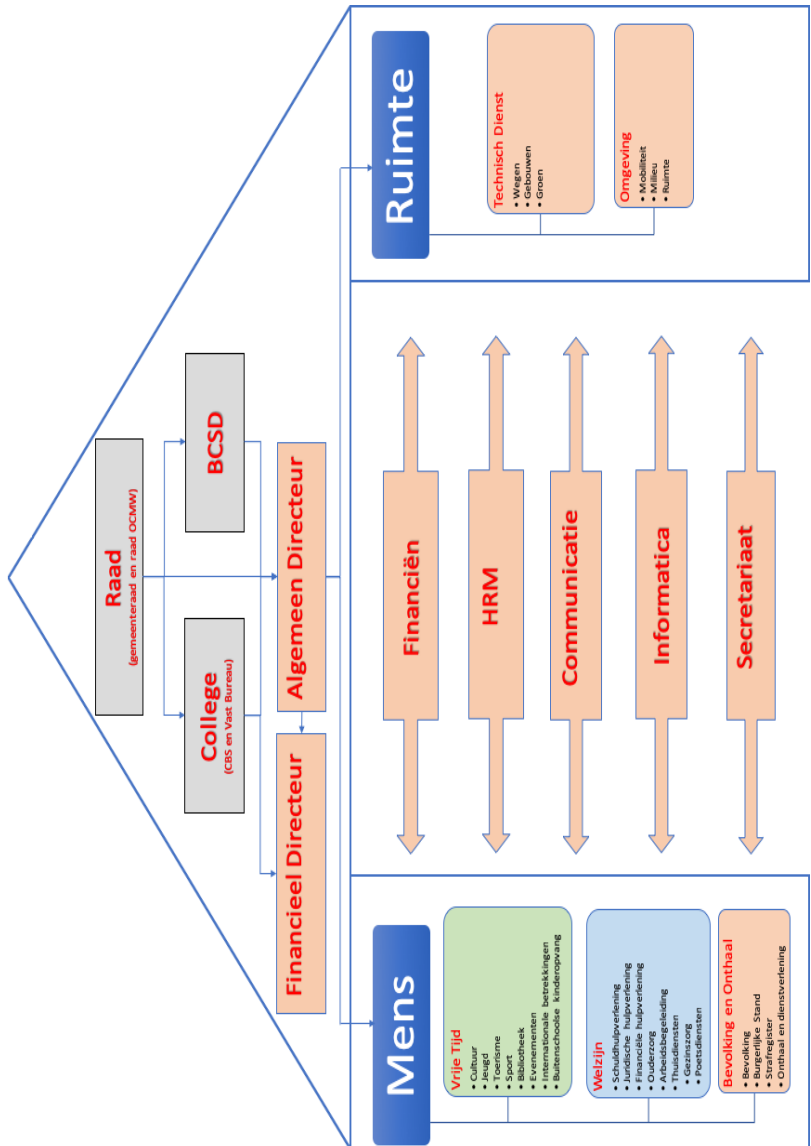 Raad
(gemeenteraad en raad OCMW)
College
(CBS en Vast Bureau)
BCSD
Financieel Directeur
Algemeen Directeur
Mens
Vrije Tijd
• Cultuur
• Jeugd
• Toerisme
• Sport
• Bibliotheek
• Evenementen
• Internationale betrekkingen
• Buitenschoolse kinderopvang
Welzijn
• Schuldhulpverlening
• Juridische hulpverlening
• Financiële hulpverlening
• Ouderzorg
• Arbeidsbegeleiding
• Thuisdiensten
• Gezinszorg
• Poetsdiensten
Bevolking en Onthaal
• Bevolking
• Burgerlijke Stand
• Strafregister
• Onthaal en dienstverlening
Financiën
HRM
Communicatie
Informatica
Secretariaat
Ruimte
Technisch Dienst
• Wegen
• Gebouwen
• Groen
Omgeving
• Mobiliteit
• Milieu
• Ruimte